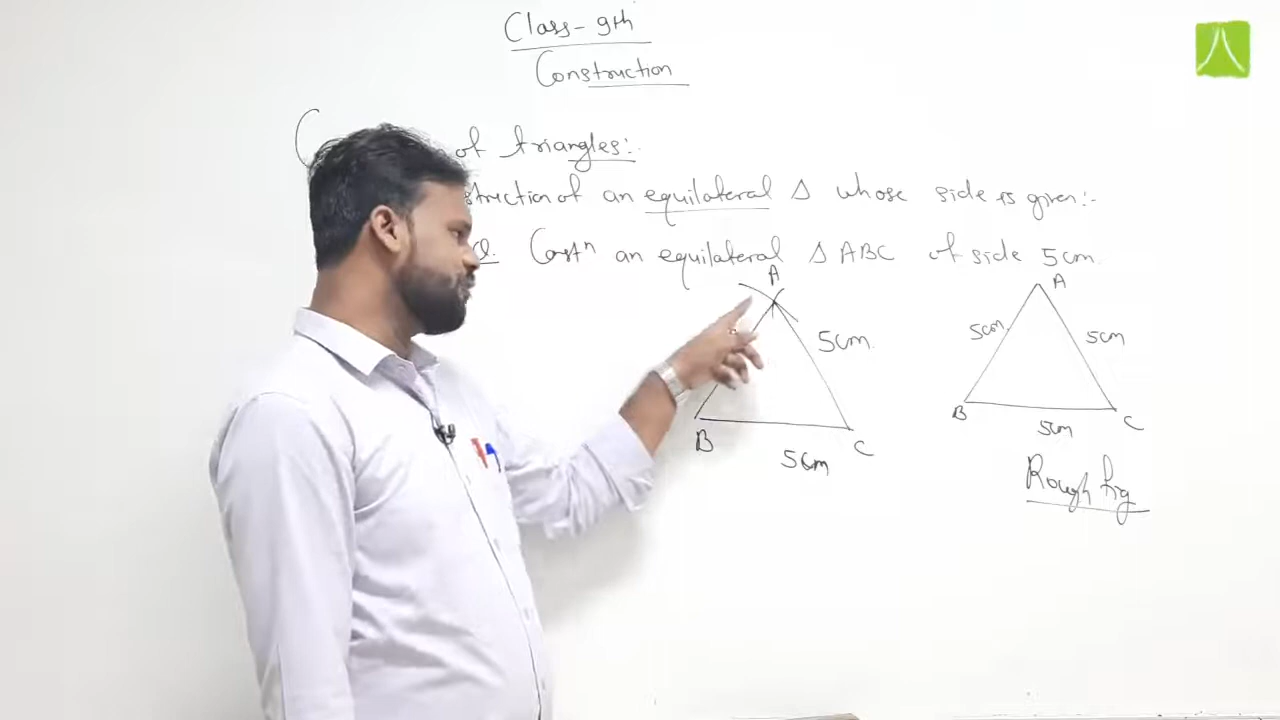 Class-9th
Construction
of triangles:.
struction of an equilateral Δ whose side is given:-
Q. Constⁿ an equilateral Δ ABC of side 5cm.
A
5cm.
B
C
5cm
A
5cm
5cm
B
C
5cm
Rough fig